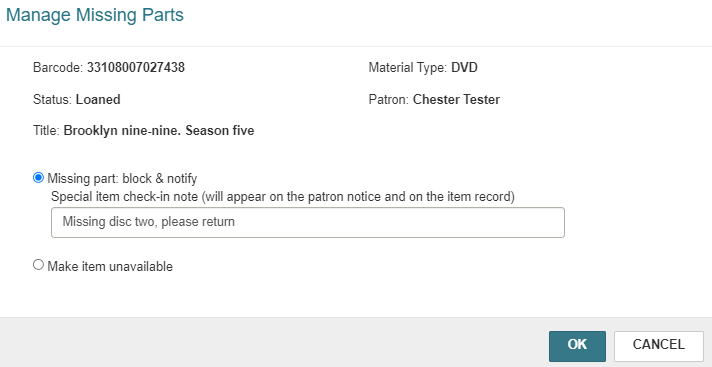 Manage Missing Parts
Barcode: 33108007027438 Material Type: DVD
Status: Loaned Patron: Chester Tester
Title: Brooklyn nine-nine. Season five
Missing part: block & notify
Special item check-in note (will appear on the patron notice and on the item record)
Missing disc two, please return
Make item unavailable
OK CANCEL